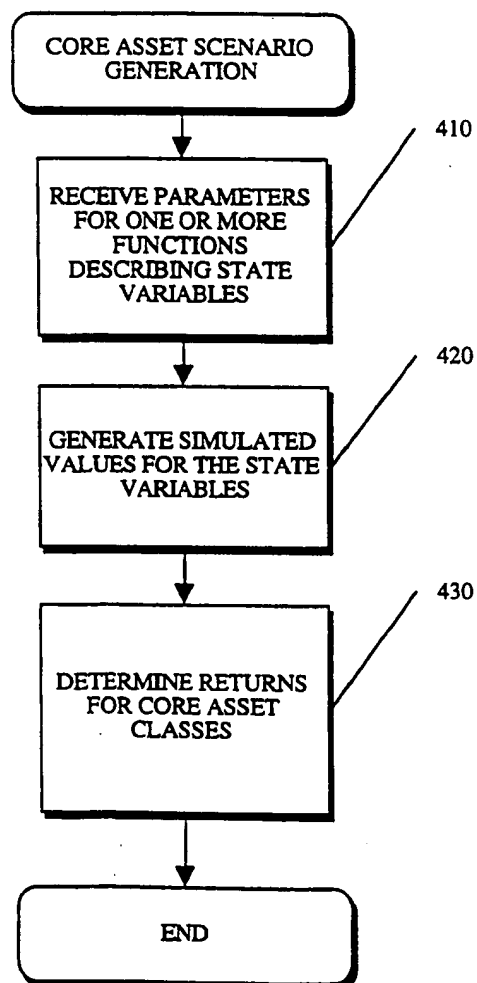 CORE ASSET SCENARIO
GENERATION
410
RECEIVE PARAMETERS
FOR ONE OR MORE
FUNCTIONS
DESCRIBING STATE
VARIABLES
420
GENERATE SIMULATED
VALUES FOR THE STATE
VARIABLES
430
DETERMINE RETURNS
FOR CORE ASSET
CLASSES
END